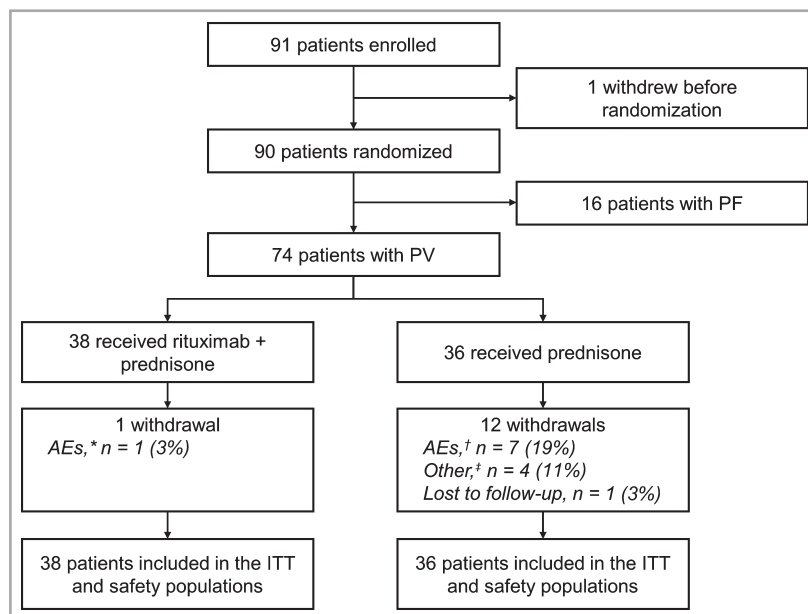 91 patients enrolled
1 withdrew before
randomization
90 patients randomized
16 patients with PF
74 patients with PV
38 received rituximab +
prednisone
36 received prednisone
1 withdrawal
AEs,* n = 1 (3%)
12 withdrawals
AEs,† n = 7 (19%)
Other,‡ n = 4 (11%)
Lost to follow-up, n = 1 (3%)
38 patients included in the ITT
and safety populations
36 patients included in the ITT
and safety populations